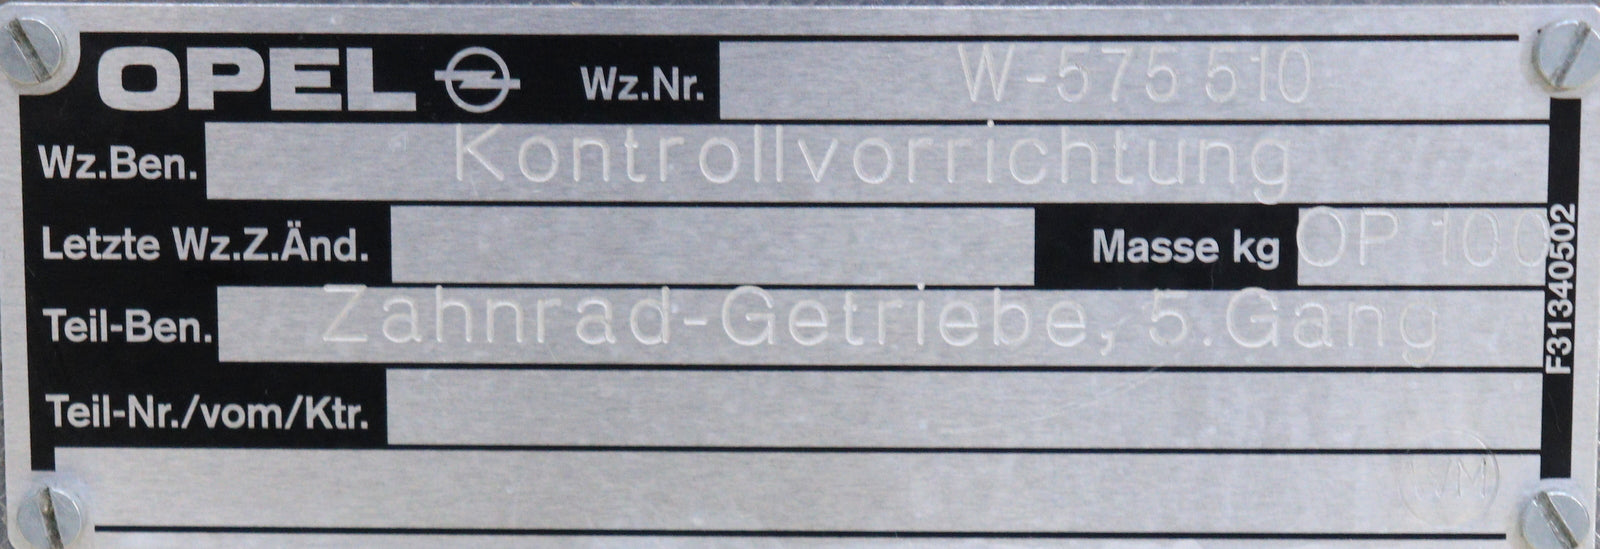 OPEL Wz.Nr. W-575 510
Wz.Ben. Kontrollvorrichtung
Letzte Wz.Z.Änd. Masse kg OP 100
Teil-Ben. Zahnrad-Getriebe, 5.Gang
Teil-Nr./vom/Ktr.
F31340502
WM